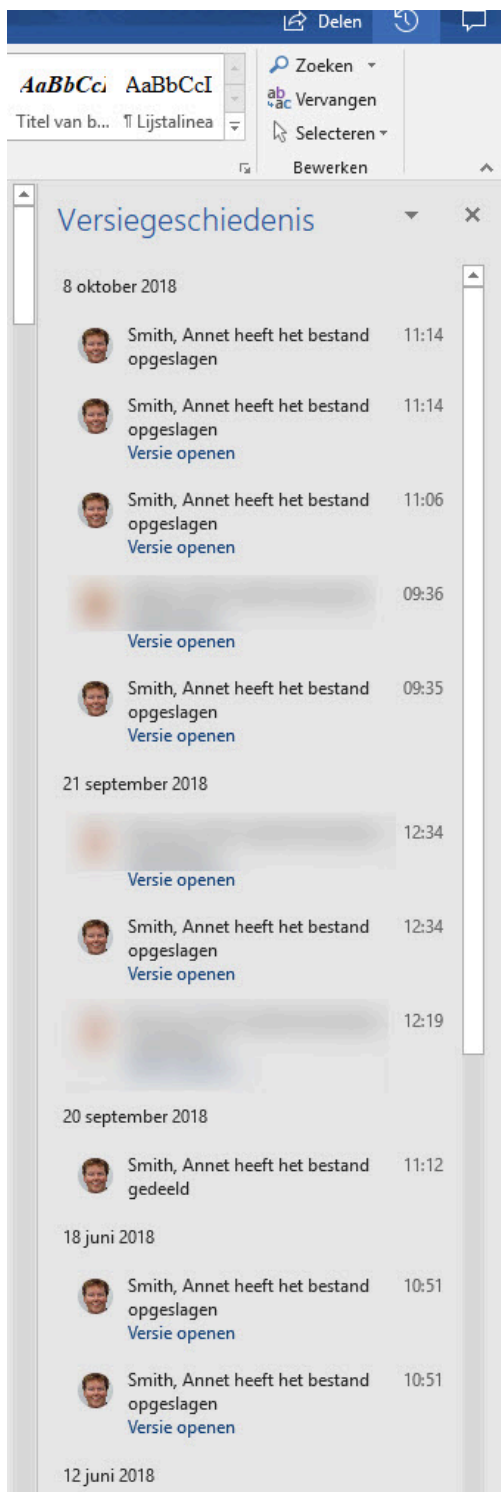 Delen
AaBbCcI AaBbCcI
Titel van b... ¶ Lijstalinea
Zoeken
Vervangen
Selecteren
Bewerken
Versiegeschiedenis
8 oktober 2018
Smith, Annet heeft het bestand 11:14
opgeslagen
Smith, Annet heeft het bestand 11:14
opgeslagen
Versie openen
Smith, Annet heeft het bestand 11:06
opgeslagen
Versie openen
09:36
Versie openen
Smith, Annet heeft het bestand 09:35
opgeslagen
Versie openen
21 september 2018
12:34
Versie openen
Smith, Annet heeft het bestand 12:34
opgeslagen
Versie openen
12:19
20 september 2018
Smith, Annet heeft het bestand 11:12
gedeeld
18 juni 2018
Smith, Annet heeft het bestand 10:51
opgeslagen
Versie openen
Smith, Annet heeft het bestand 10:51
opgeslagen
Versie openen
12 juni 2018